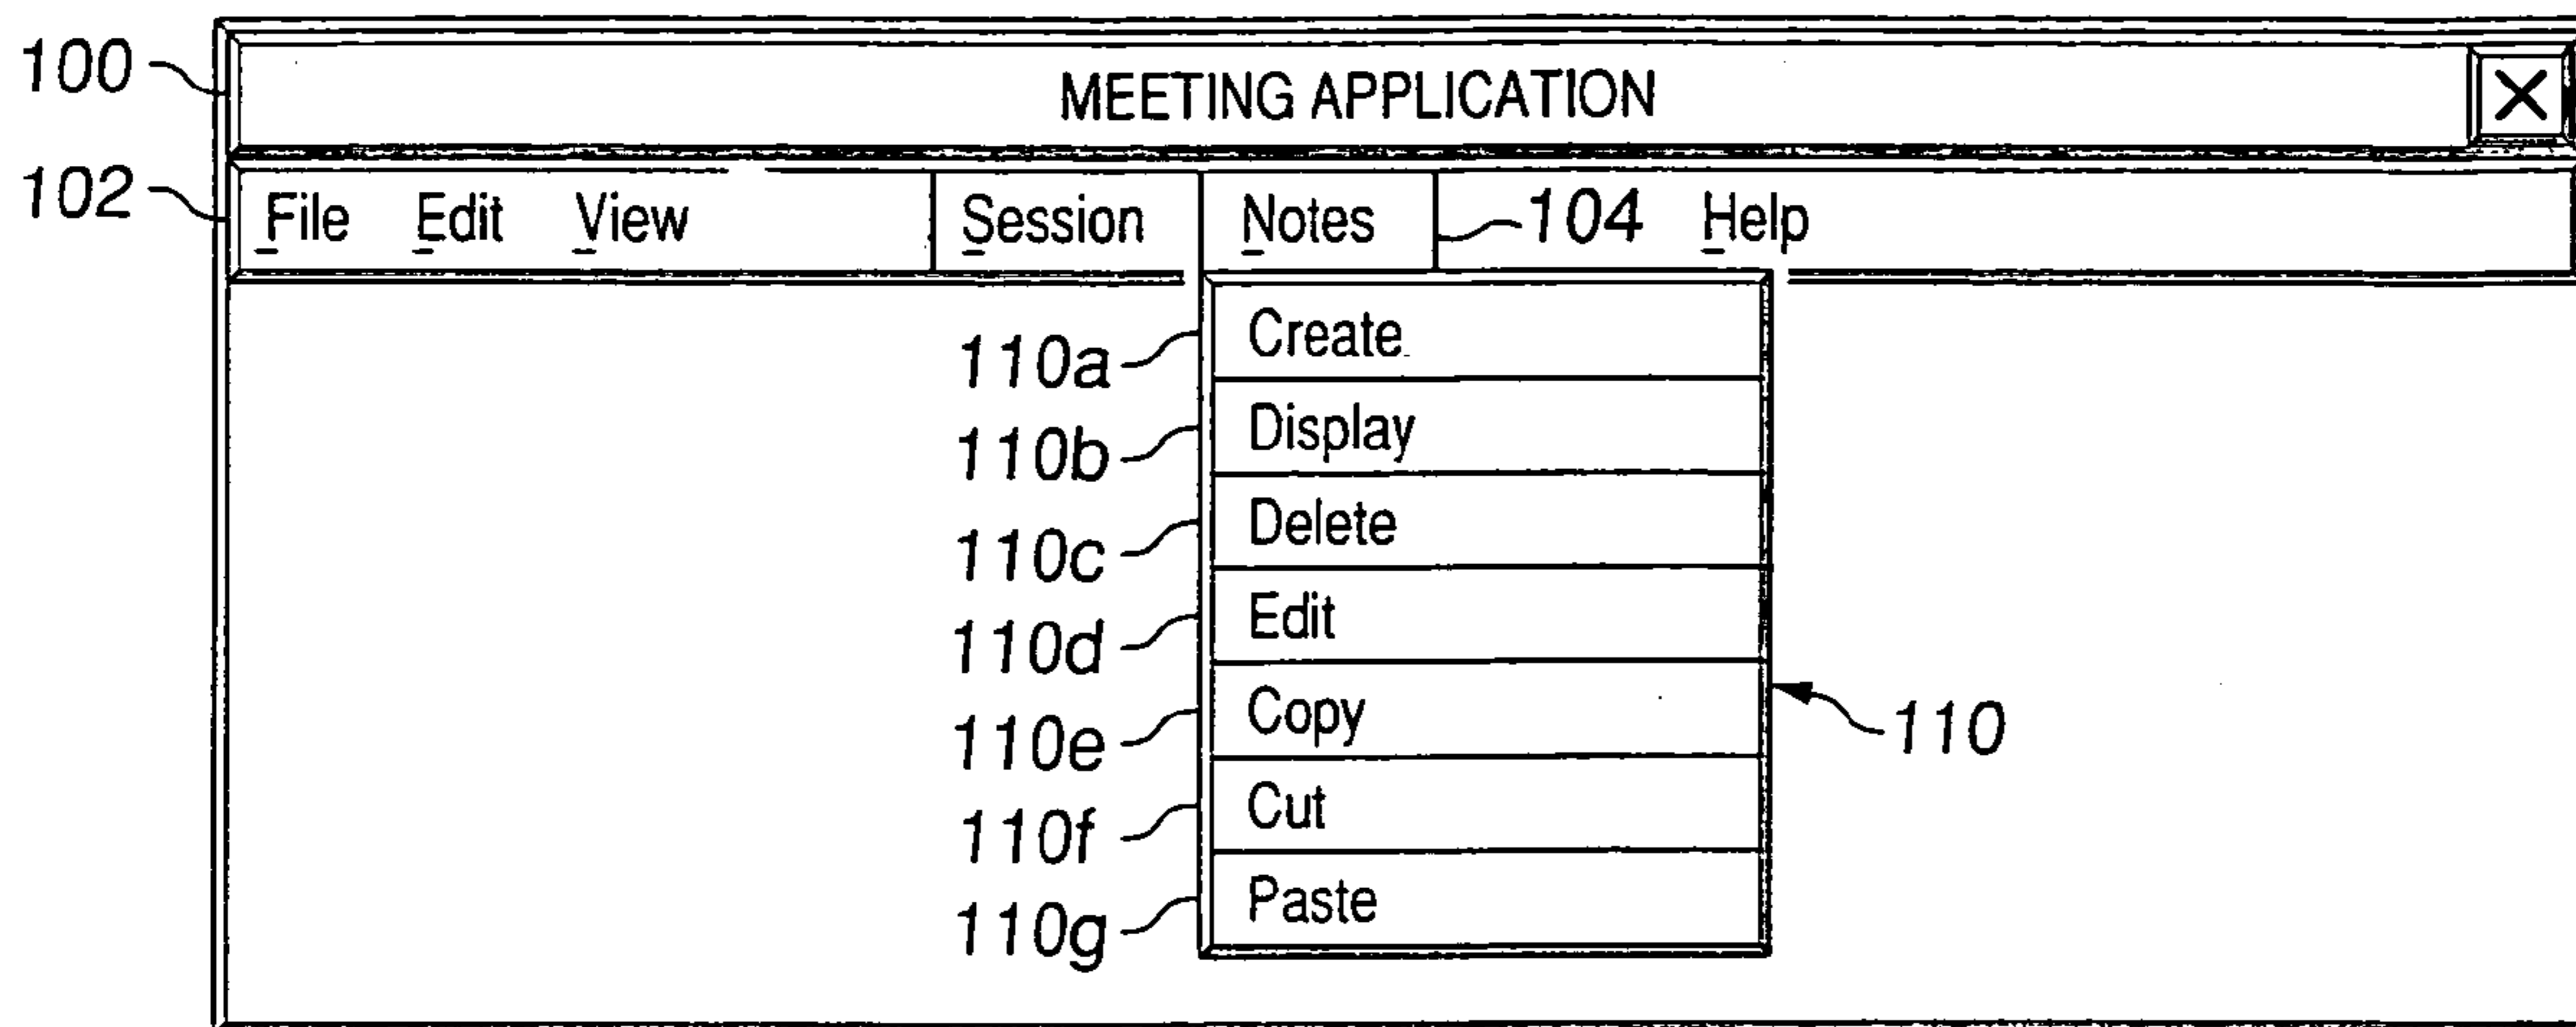 100 MEETING APPLICATION X
102 File Edit View Session Notes 104 Help
110a Create
110b Display
110c Delete
110d Edit
110e Copy 110
110f Cut
110g Paste